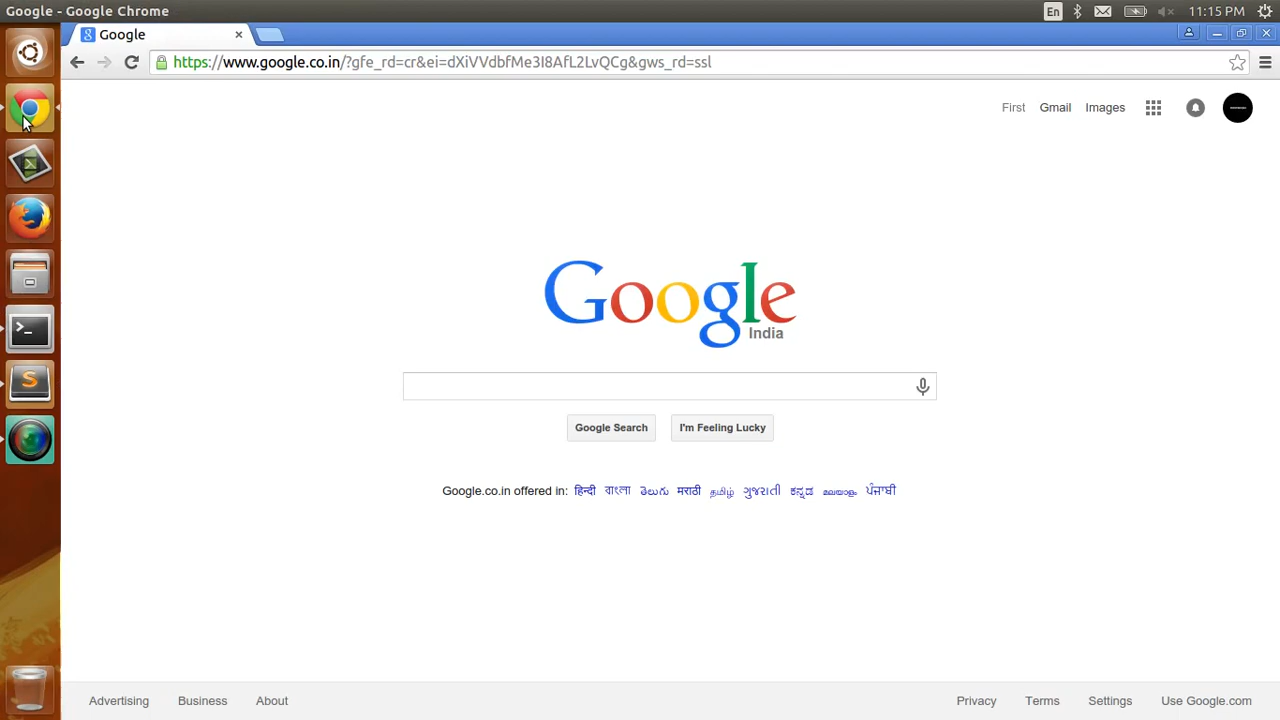 Google - Google Chrome
En
11:15 PM
Google
https://www.google.co.in/?gfe_rd=cr&ei=dXiVVdbfMe3I8AfL2LvQCg&gws_rd=ssl
First Gmail Images
Google
India
Google Search I'm Feeling Lucky
Google.co.in offered in: हिन्दी বাংলা తెలుగు मराठी தமிழ் ગુજરાતી ಕನ್ನಡ മലയാളം ਪੰਜਾਬੀ
Advertising Business About Privacy Terms Settings Use Google.com